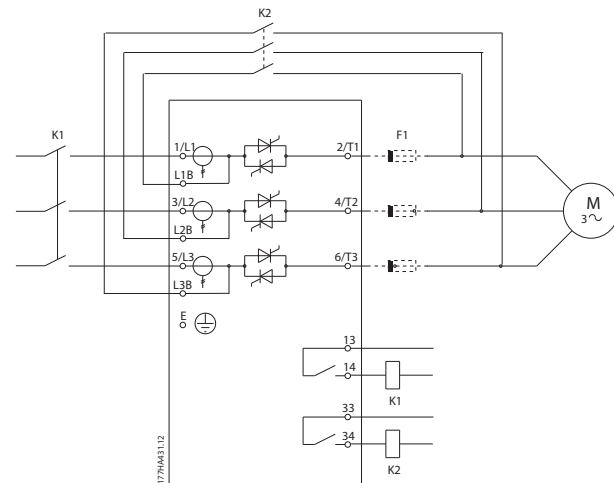 K2
K1
1/L1
2/T1
F1
L1B
3/L2
4/T2
M
3~
L2B
5/L3
6/T3
L3B
E
13
14
K1
33
34
K2
177HA431.12